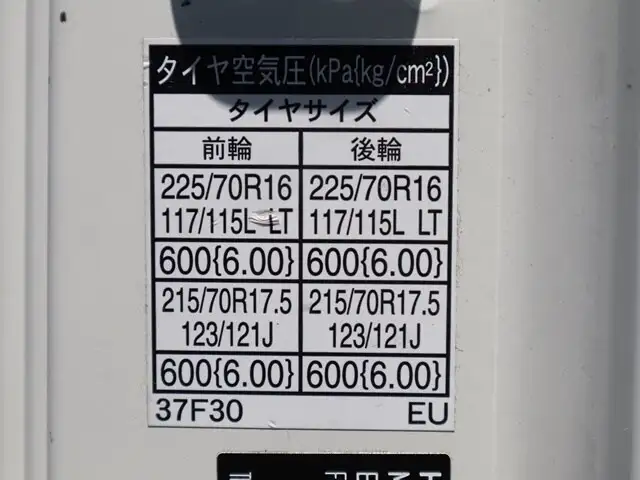 タイヤ空気圧(kPa{kg/cm²})
タイヤサイズ
前輪 後輪
225/70R16 225/70R16
117/115L LT 117/115L LT
600{6.00} 600{6.00}
215/70R17.5 215/70R17.5
123/121J 123/121J
600{6.00} 600{6.00}
37F30 EU